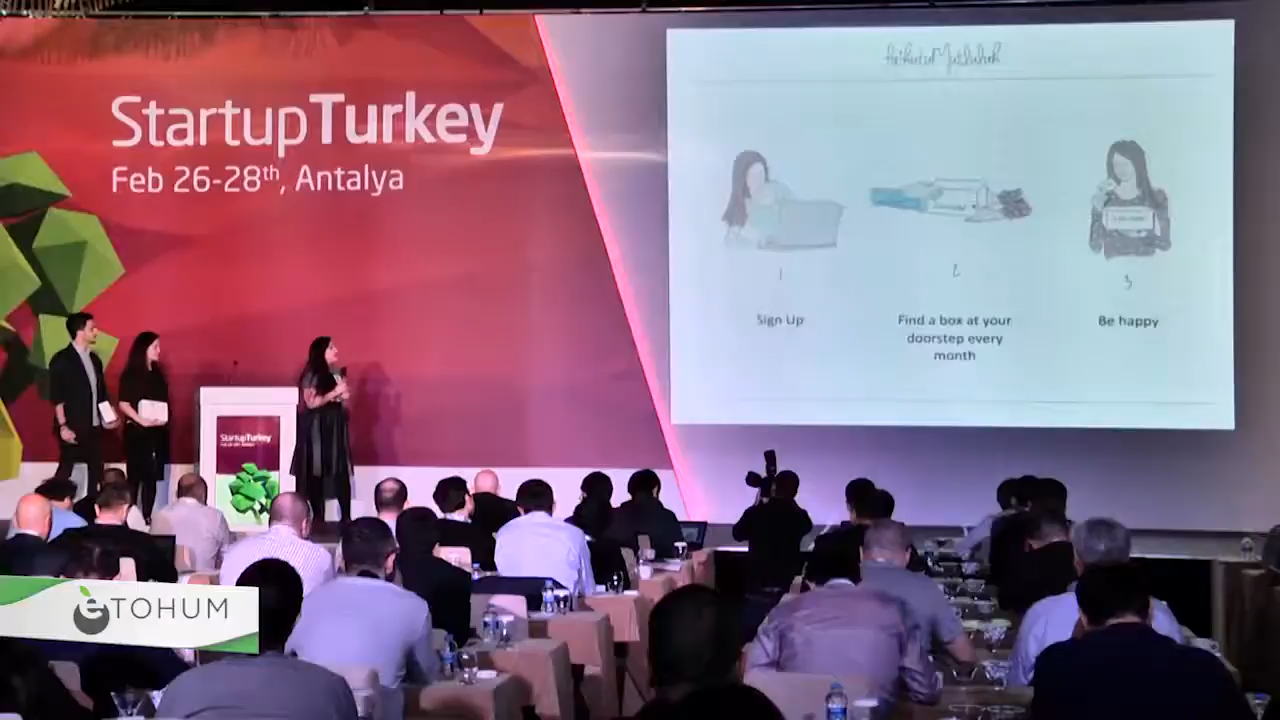 StartupTurkey
Feb 26-28th, Antalya
1
Sign Up
2
Find a box at your
doorstep every
month
3
Be happy
StartupTurkey
eTOHUM